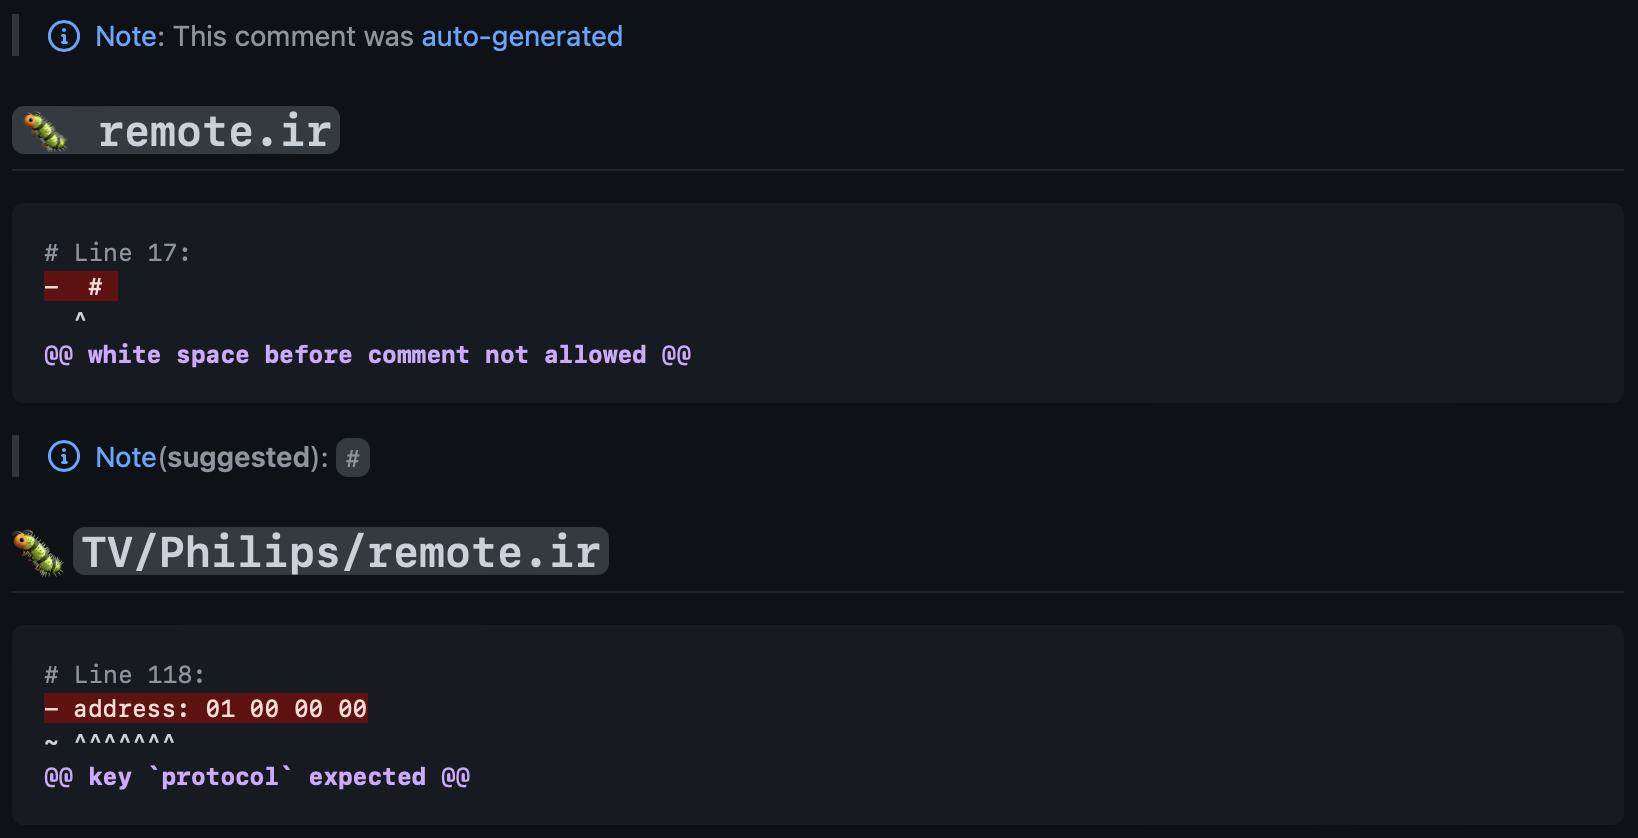 Note: This comment was auto-generated
remote.ir
# Line 17:
-  #
  ^
@@ white space before comment not allowed @@
Note(suggested): #
TV/Philips/remote.ir
# Line 118:
- address: 01 00 00 00
~ ^^^^^^^
@@ key `protocol` expected @@